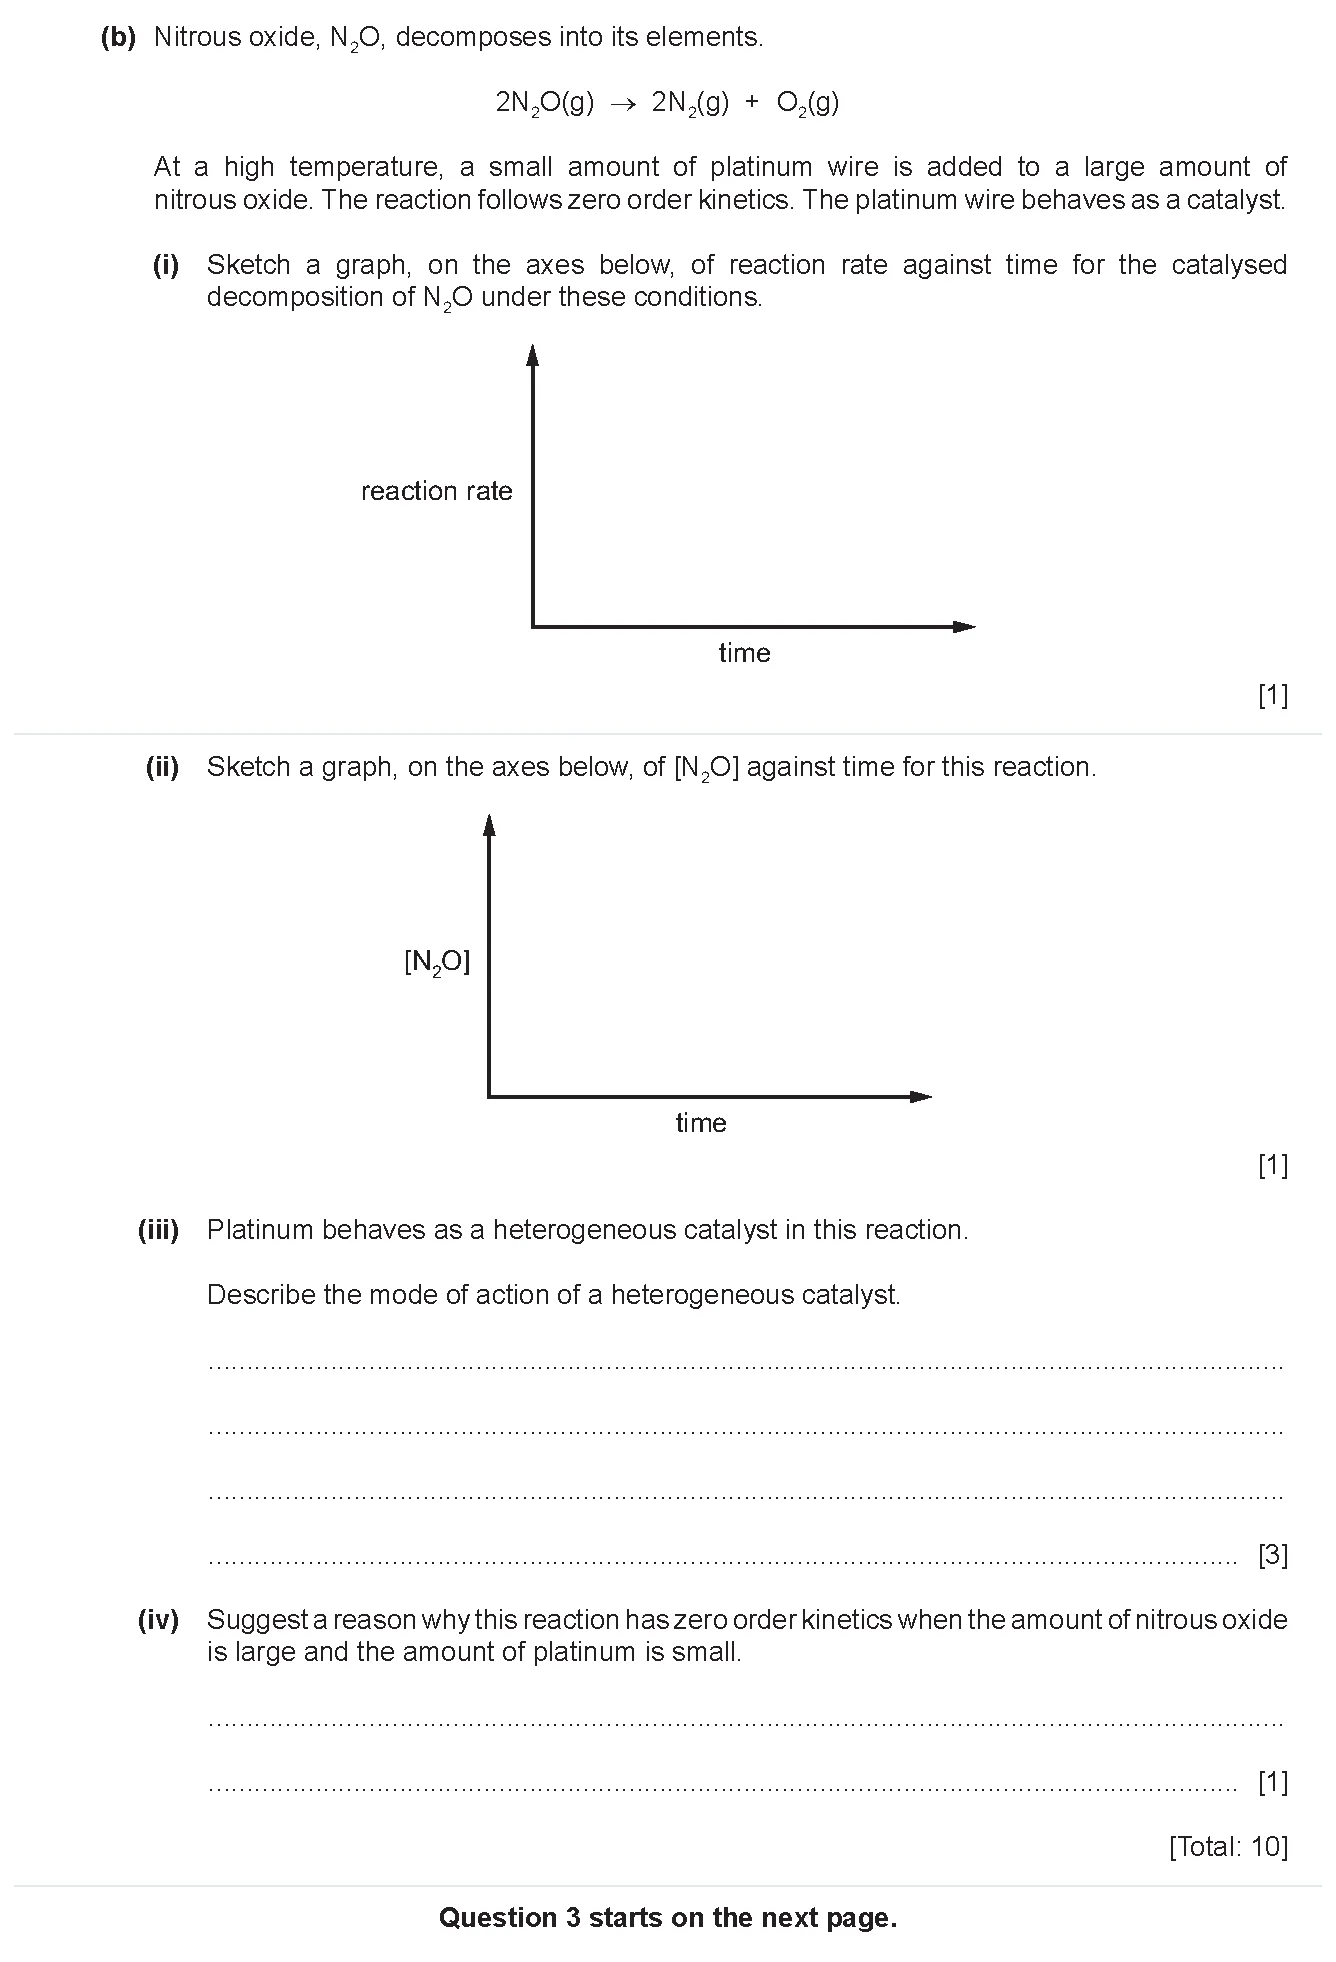 (b) Nitrous oxide, N₂O, decomposes into its elements.
2N₂O(g) → 2N₂(g) + O₂(g)
At a high temperature, a small amount of platinum wire is added to a large amount of
nitrous oxide. The reaction follows zero order kinetics. The platinum wire behaves as a catalyst.
(i) Sketch a graph, on the axes below, of reaction rate against time for the catalysed
decomposition of N₂O under these conditions.
reaction rate
time
[1]
(ii) Sketch a graph, on the axes below, of [N₂O] against time for this reaction.
[N₂O]
time
[1]
(iii) Platinum behaves as a heterogeneous catalyst in this reaction.
Describe the mode of action of a heterogeneous catalyst.
[3]
(iv) Suggest a reason why this reaction has zero order kinetics when the amount of nitrous oxide
is large and the amount of platinum is small.
[1]
[Total: 10]
Question 3 starts on the next page.